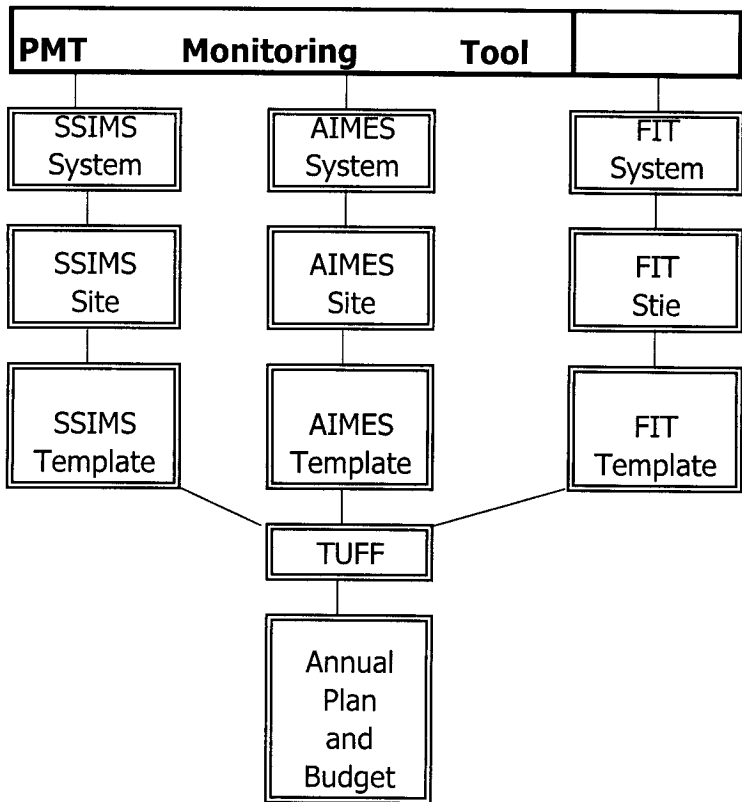 PMT Monitoring Tool
SSIMS
System
AIMES
System
FIT
System
SSIMS
Site
AIMES
Site
FIT
Stie
SSIMS
Template
AIMES
Template
FIT
Template
TUFF
Annual
Plan
and
Budget